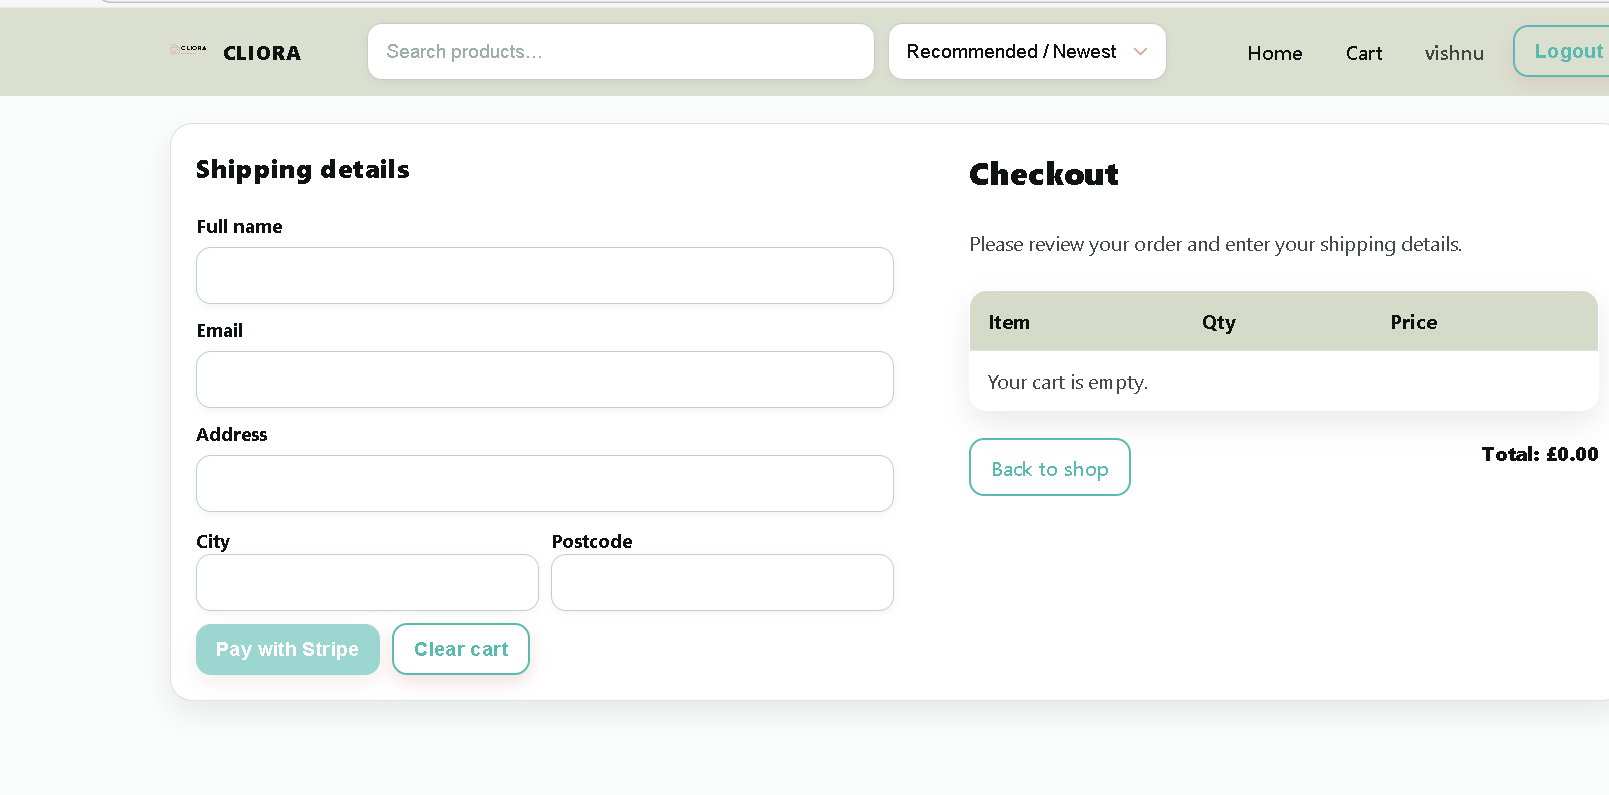 CLIORA
CLIORA
Search products...
Recommended / Newest
Home
Cart
vishnu
Logout
Shipping details
Full name
Email
Address
City
Postcode
Pay with Stripe
Clear cart
Checkout
Please review your order and enter your shipping details.
Item Qty Price
Your cart is empty.
Back to shop
Total: £0.00